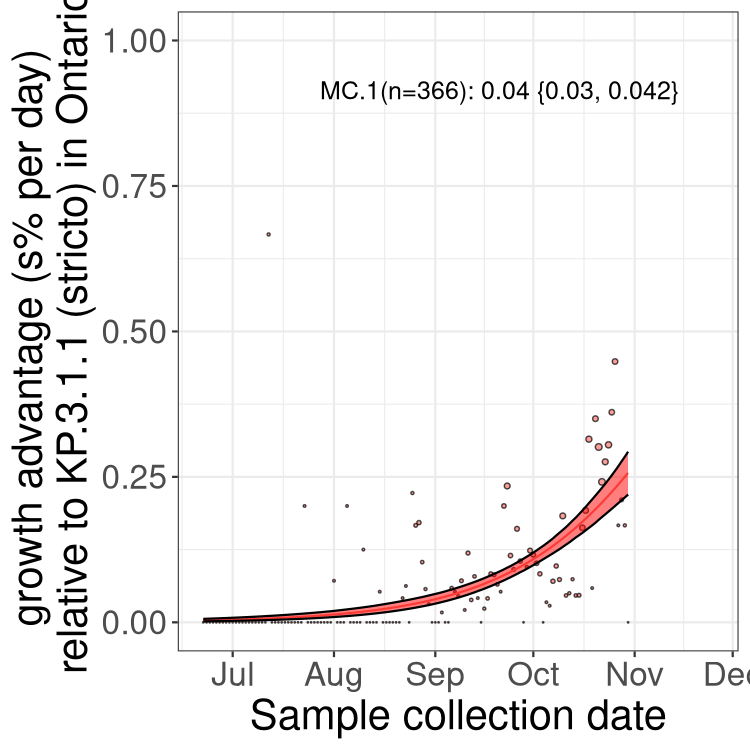 growth advantage (s% per day)
relative to KP.3.1.1 (stricto) in Ontario
1.00
0.75
0.50
0.25
0.00
MC.1(n=366): 0.04 {0.03, 0.042}
Jul Aug Sep Oct Nov Dec
Sample collection date